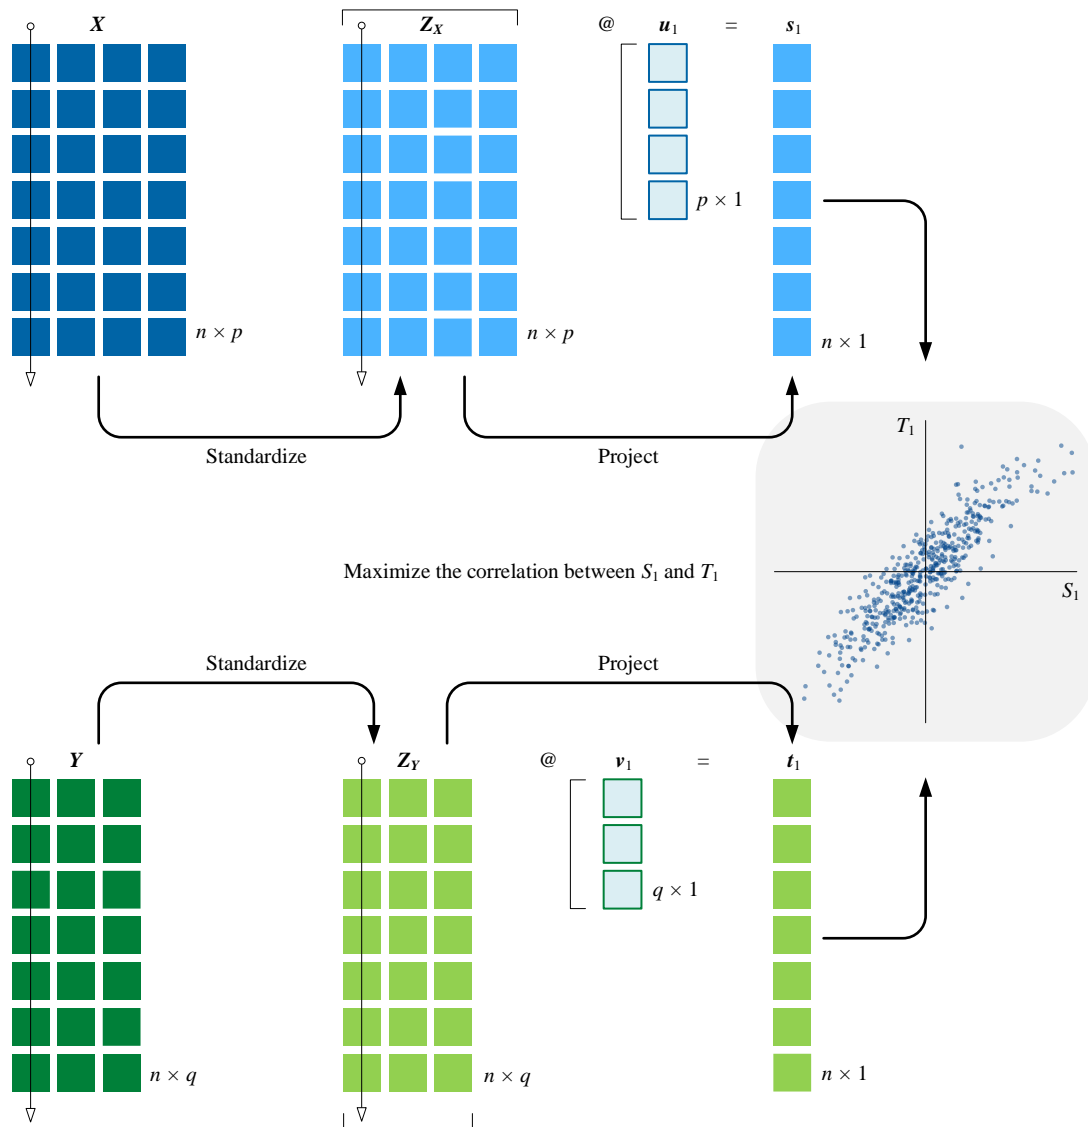 X
Z_X
@
u_1
=
s_1
p × 1
n × p
n × p
n × 1
Standardize
Project
T_1
S_1
Maximize the correlation between S_1 and T_1
Standardize
Project
Y
Z_Y
@
v_1
=
t_1
q × 1
n × q
n × q
n × 1